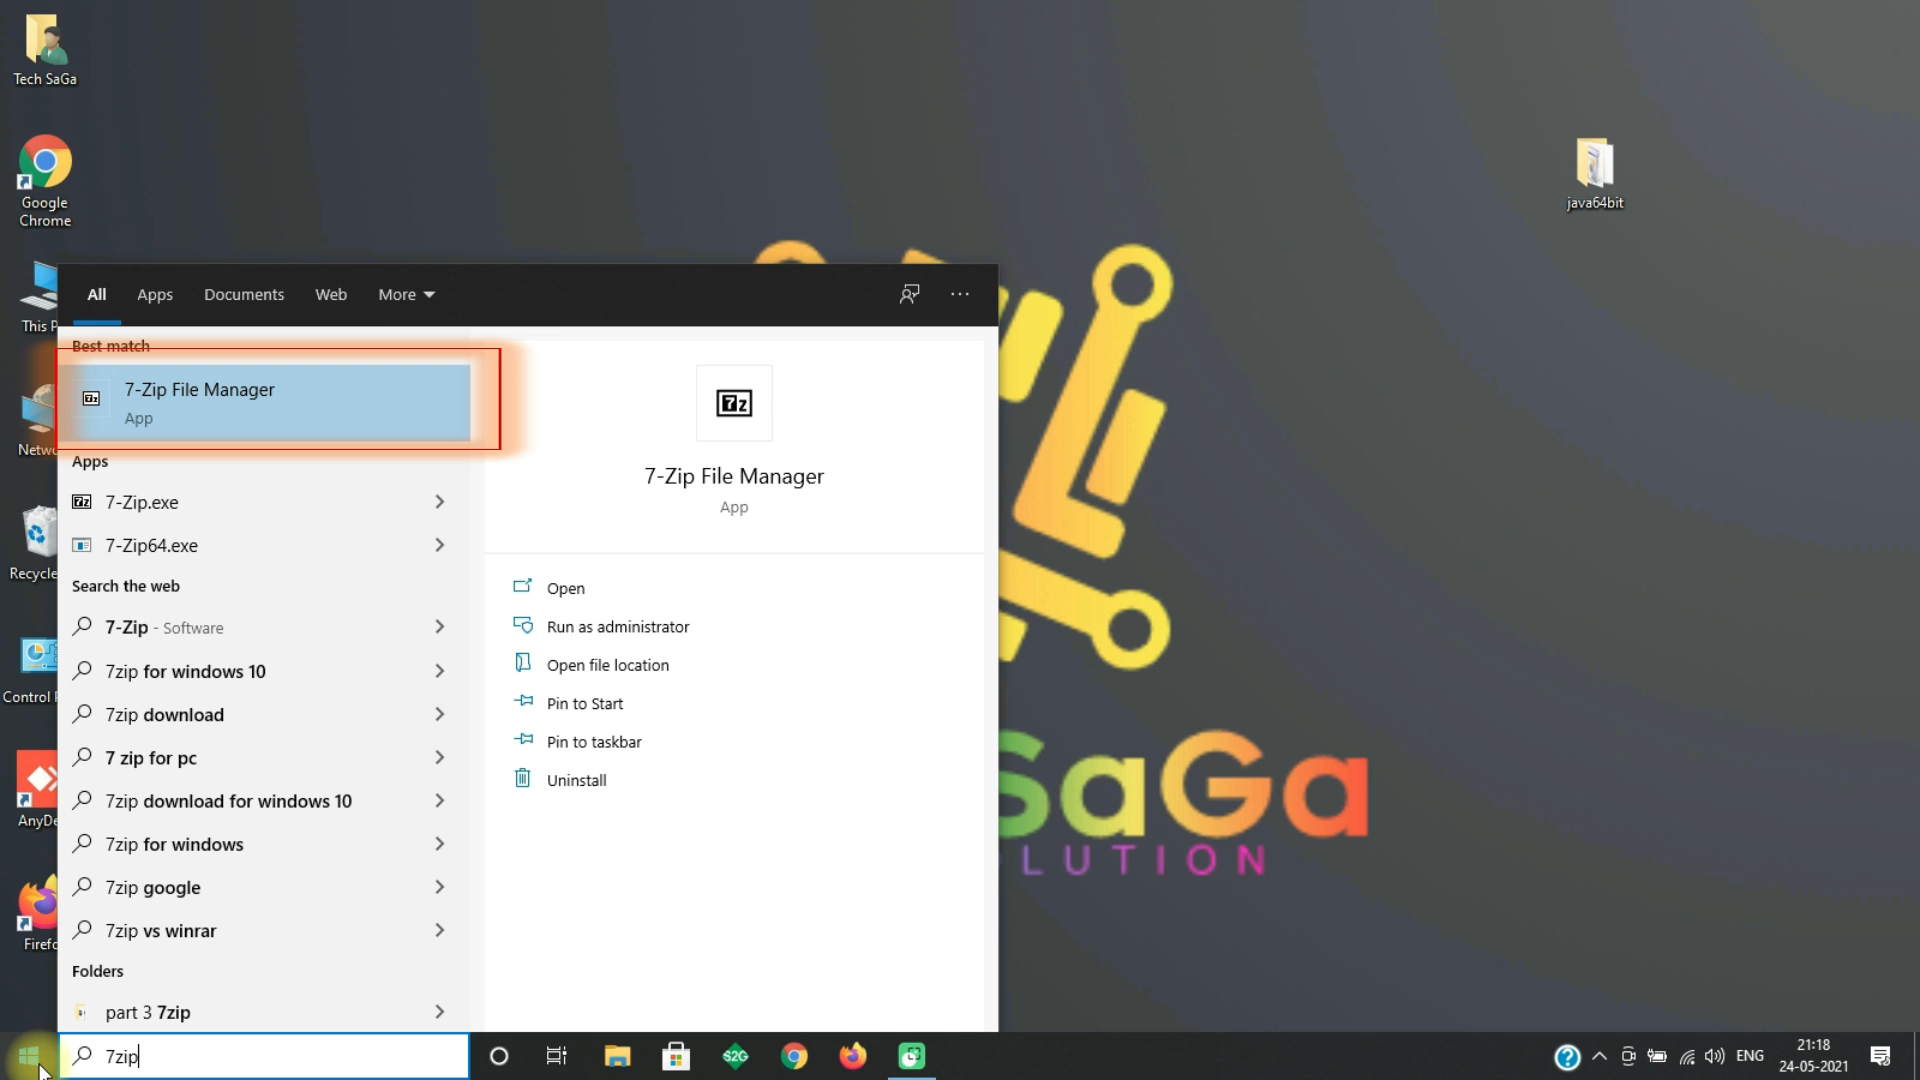 Tech SaGa
Google
Chrome
This P
Netwo
Recycle
Control
AnyDe
Firefo
java64bit
All
Apps
Documents
Web
More
Best match
7-Zip File Manager
App
Apps
7-Zip.exe
7-Zip64.exe
Search the web
7-Zip - Software
7zip for windows 10
7zip download
7 zip for pc
7zip download for windows 10
7zip for windows
7zip google
7zip vs winrar
Folders
part 3 7zip
7zip
7z
7-Zip File Manager
App
Open
Run as administrator
Open file location
Pin to Start
Pin to taskbar
Uninstall
SaGa
LUTION
S2G
ENG
21:18
24-05-2021